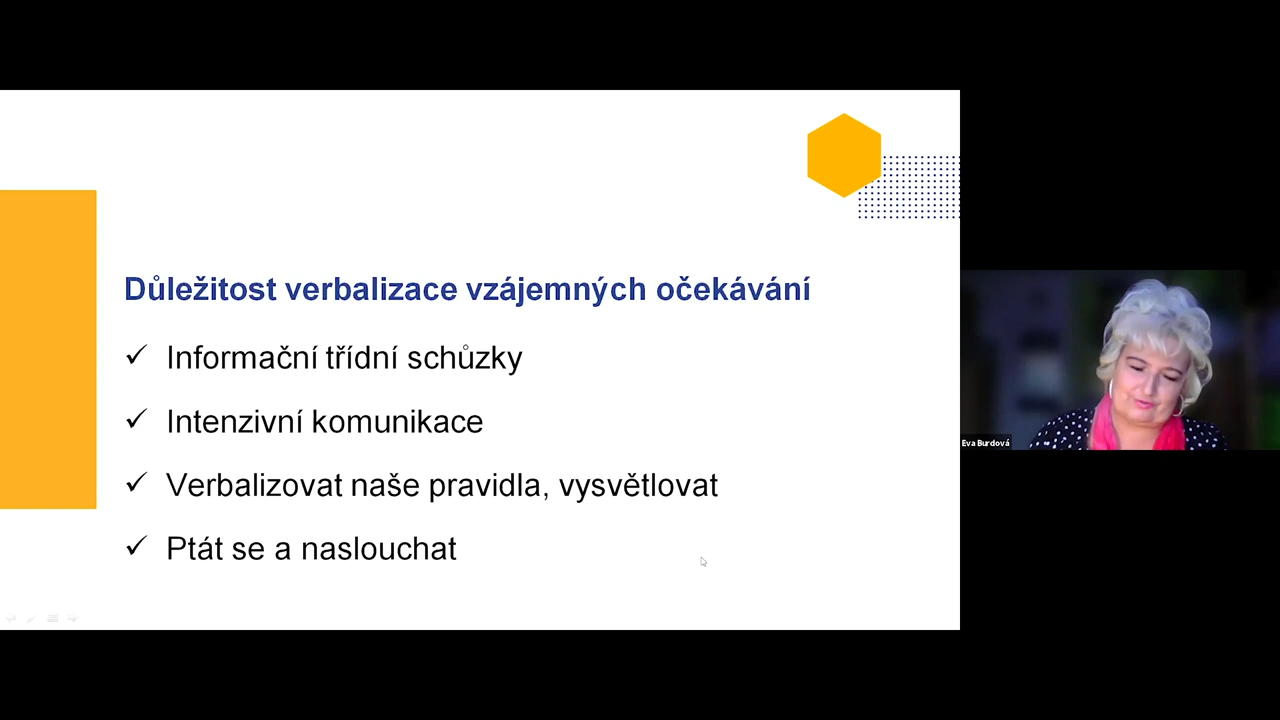 Důležitost verbalizace vzájemných očekávání
✓ Informační třídní schůzky
✓ Intenzivní komunikace
✓ Verbalizovat naše pravidla, vysvětlovat
✓ Ptát se a naslouchat
Eva Burdová